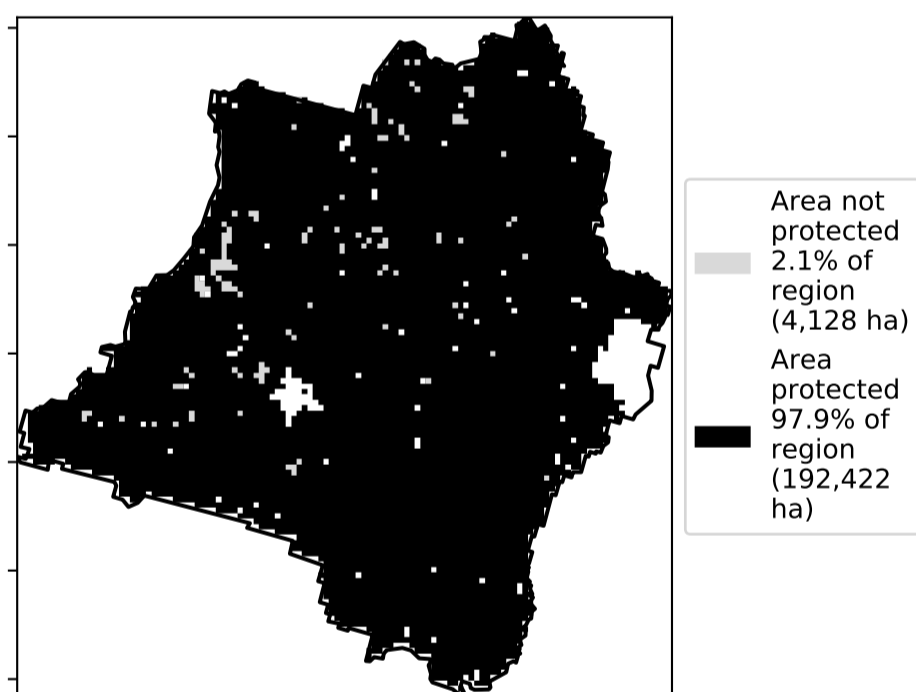 Area not
protected
2.1% of
region
(4,128 ha)
Area
protected
97.9% of
region
(192,422
ha)